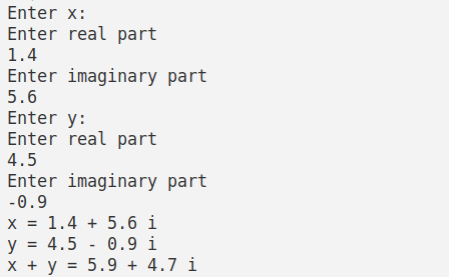 Enter x:
Enter real part
1.4
Enter imaginary part
5.6
Enter y:
Enter real part
4.5
Enter imaginary part
-0.9
x = 1.4 + 5.6 i
y = 4.5 - 0.9 i
x + y = 5.9 + 4.7 i